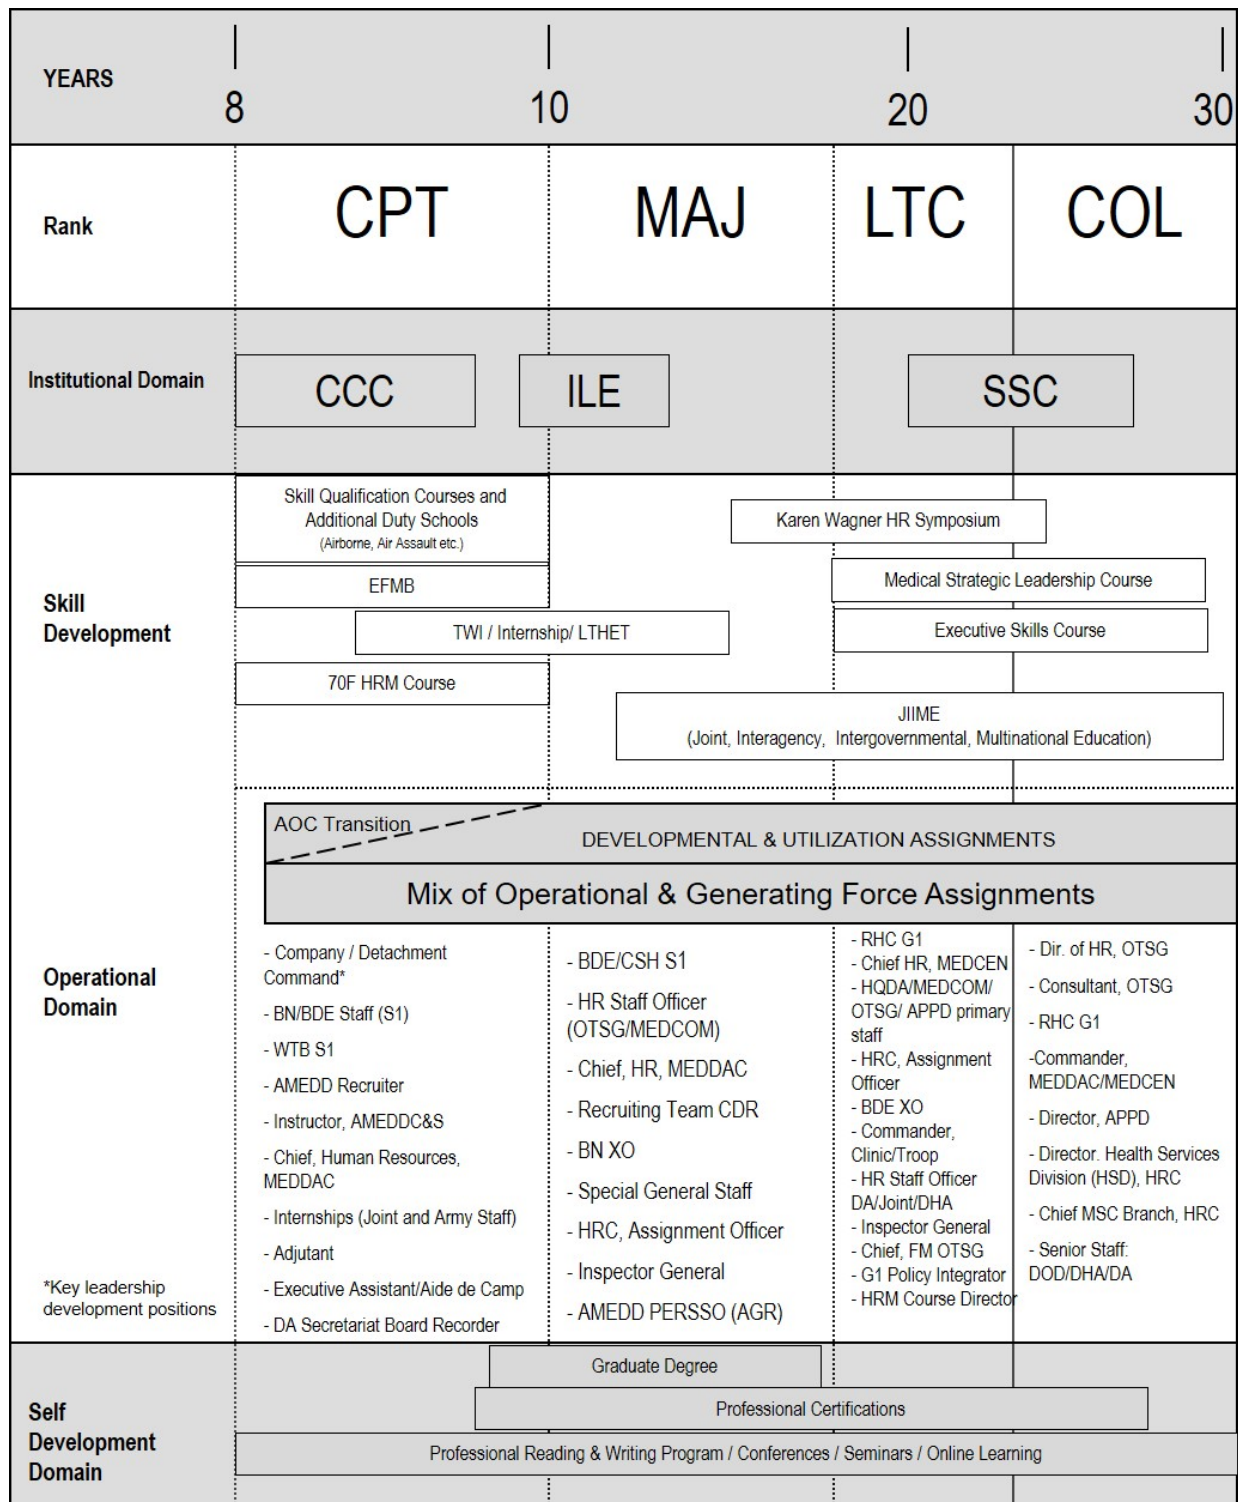 YEARS
8
10
20
30
Rank
CPT
MAJ
LTC
COL
Institutional Domain
CCC
ILE
SSC
Skill
Development
Skill Qualification Courses and
Additional Duty Schools
(Airborne, Air Assault etc.)
EFMB
TWI / Internship/ LTHET
70F HRM Course
Karen Wagner HR Symposium
Medical Strategic Leadership Course
Executive Skills Course
JIIME
(Joint, Interagency, Intergovernmental, Multinational Education)
AOC Transition
DEVELOPMENTAL & UTILIZATION ASSIGNMENTS
Mix of Operational & Generating Force Assignments
Operational
Domain
*Key leadership
development positions
- Company / Detachment
Command*
- BN/BDE Staff (S1)
- WTB S1
- AMEDD Recruiter
- Instructor, AMEDDC&S
- Chief, Human Resources,
MEDDAC
- Internships (Joint and Army Staff)
- Adjutant
- Executive Assistant/Aide de Camp
- DA Secretariat Board Recorder
- BDE/CSH S1
- HR Staff Officer
(OTSG/MEDCOM)
- Chief, HR, MEDDAC
- Recruiting Team CDR
- BN XO
- Special General Staff
- HRC, Assignment Officer
- Inspector General
- AMEDD PERSSO (AGR)
- RHC G1
- Chief HR, MEDCEN
- HQDA/MEDCOM/
OTSG/ APPD primary
staff
- HRC, Assignment
Officer
- BDE XO
- Commander,
Clinic/Troop
- HR Staff Officer
DA/Joint/DHA
- Inspector General
- Chief, FM OTSG
- G1 Policy Integrator
- HRM Course Director
- Dir. of HR, OTSG
- Consultant, OTSG
- RHC G1
-Commander,
MEDDAC/MEDCEN
- Director, APPD
- Director. Health Services
Division (HSD), HRC
- Chief MSC Branch, HRC
- Senior Staff:
DOD/DHA/DA
Self
Development
Domain
Graduate Degree
Professional Certifications
Professional Reading & Writing Program / Conferences / Seminars / Online Learning